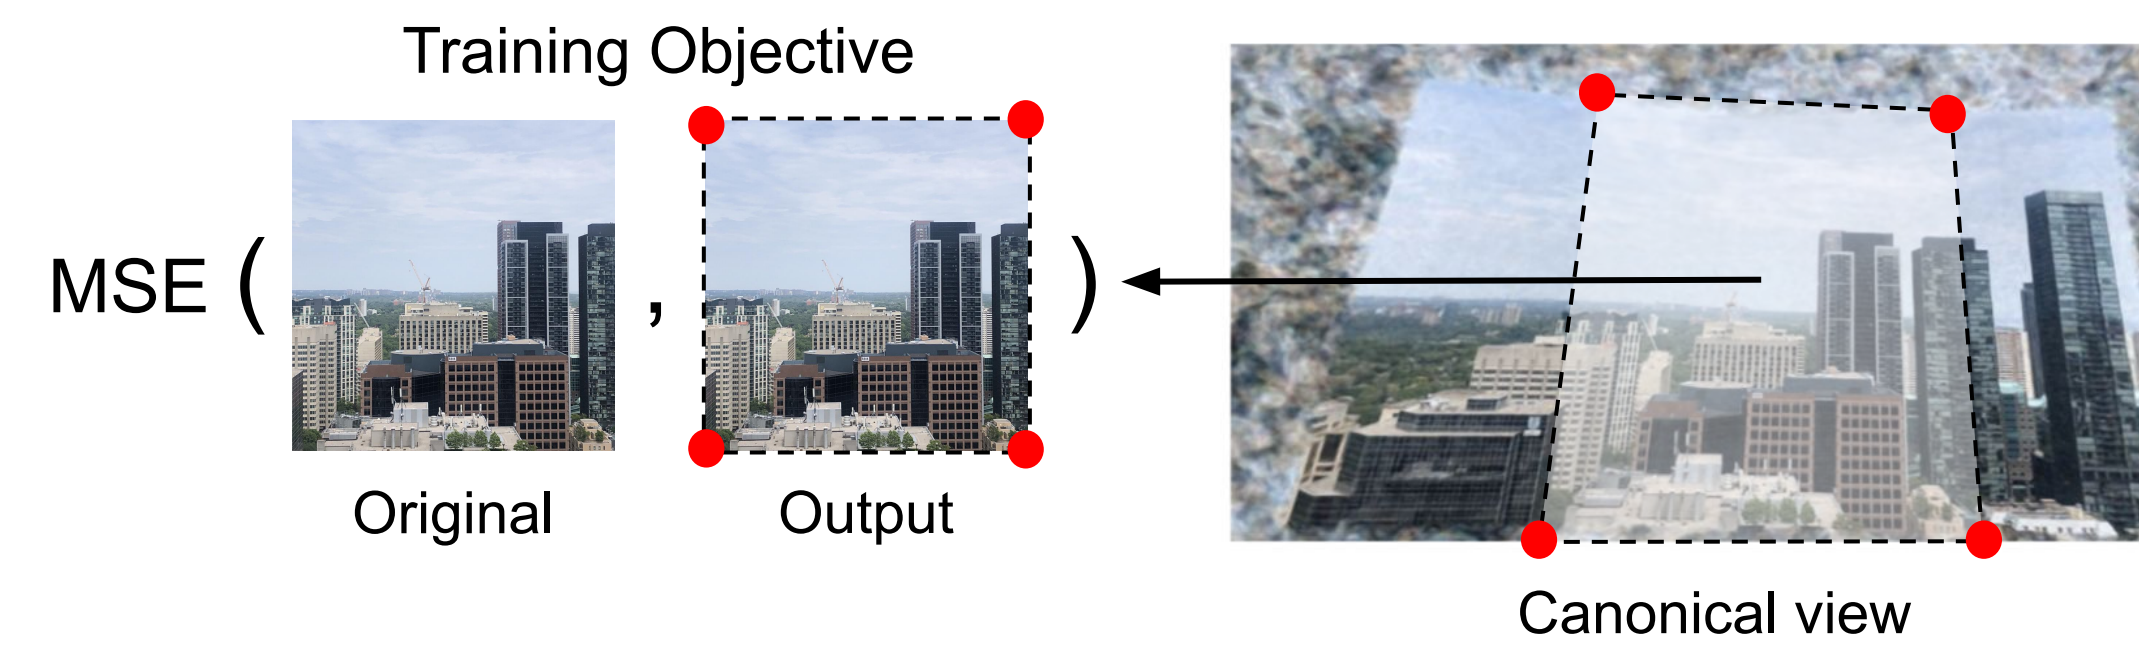 Training Objective
MSE ( , )
Original
Output
Canonical view